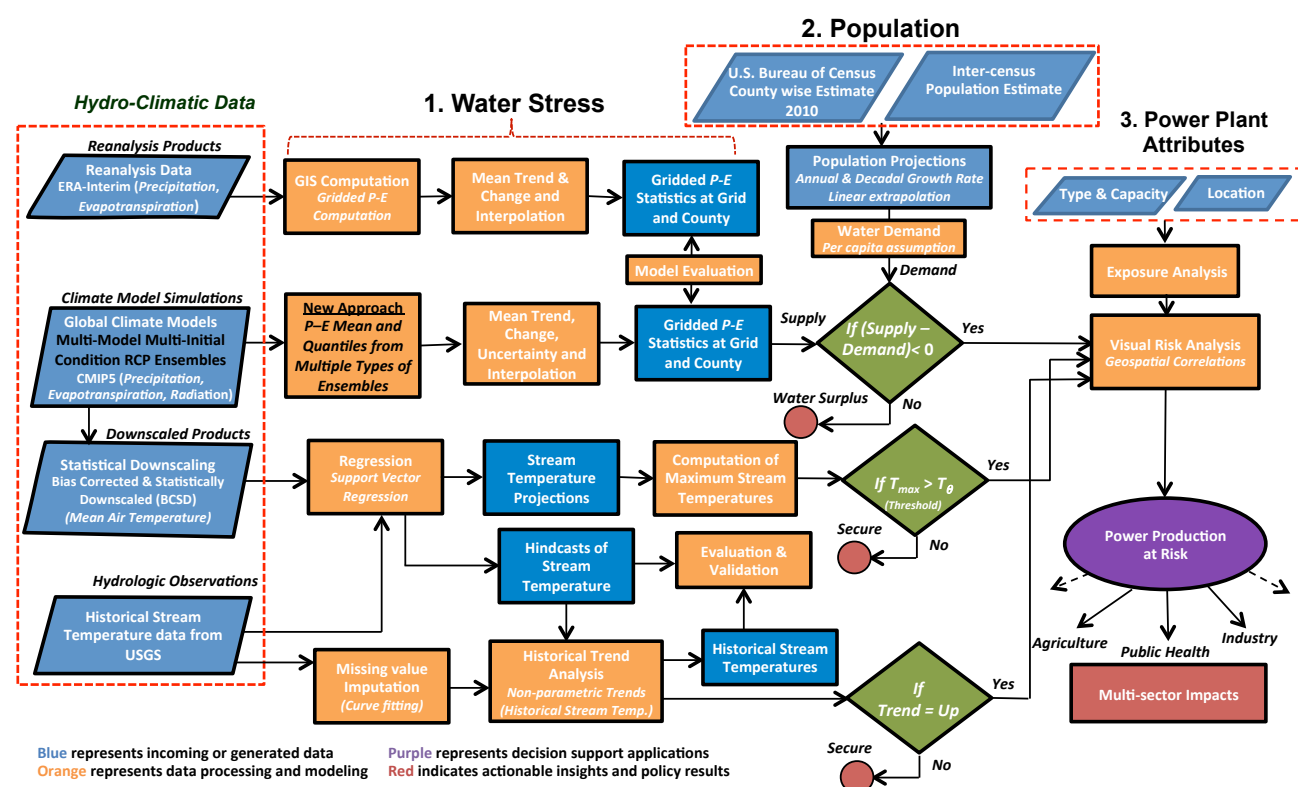 2. Population
U.S. Bureau of Census
County wise Estimate
2010
Inter-census
Population Estimate
Hydro-Climatic Data
1. Water Stress
3. Power Plant
Attributes
Reanalysis Products
Reanalysis Data
ERA-Interim (Precipitation,
Evapotranspiration)
GIS Computation
Gridded P-E
Computation
Mean Trend &
Change and
Interpolation
Gridded P-E
Statistics at Grid
and County
Population Projections
Annual & Decadal Growth Rate
Linear extrapolation
Type & Capacity
Location
Water Demand
Per capita assumption
Model Evaluation
Demand
Exposure Analysis
Climate Model Simulations
Global Climate Models
Multi-Model Multi-Initial
Condition RCP Ensembles
CMIP5 (Precipitation,
Evapotranspiration, Radiation)
New Approach
P–E Mean and
Quantiles from
Multiple Types of
Ensembles
Mean Trend,
Change,
Uncertainty and
Interpolation
Gridded P-E
Statistics at Grid
and County
Supply
If (Supply –
Demand)< 0
Yes
No
Water Surplus
Visual Risk Analysis
Geospatial Correlations
Downscaled Products
Statistical Downscaling
Bias Corrected & Statistically
Downscaled (BCSD)
(Mean Air Temperature)
Regression
Support Vector
Regression
Stream
Temperature
Projections
Computation of
Maximum Stream
Temperatures
If Tmax > Tθ
(Threshold)
Yes
No
Secure
Hindcasts of
Stream
Temperature
Evaluation &
Validation
Power Production
at Risk
Hydrologic Observations
Historical Stream
Temperature data from
USGS
Missing value
Imputation
(Curve fitting)
Historical Trend
Analysis
Non-parametric Trends
(Historical Stream Temp.)
Historical Stream
Temperatures
If
Trend = Up
Yes
No
Secure
Agriculture
Public Health
Industry
Multi-sector Impacts
Blue represents incoming or generated data
Orange represents data processing and modeling
Purple represents decision support applications
Red indicates actionable insights and policy results